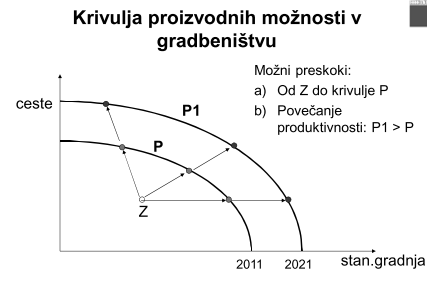 Krivulja proizvodnih možnosti v
gradbeništvu
Možni preskoki:
a) Od Z do krivulje P
b) Povečanje
produktivnosti: P1 > P
ceste
P1
P
Z
2011
2021
stan.gradnja